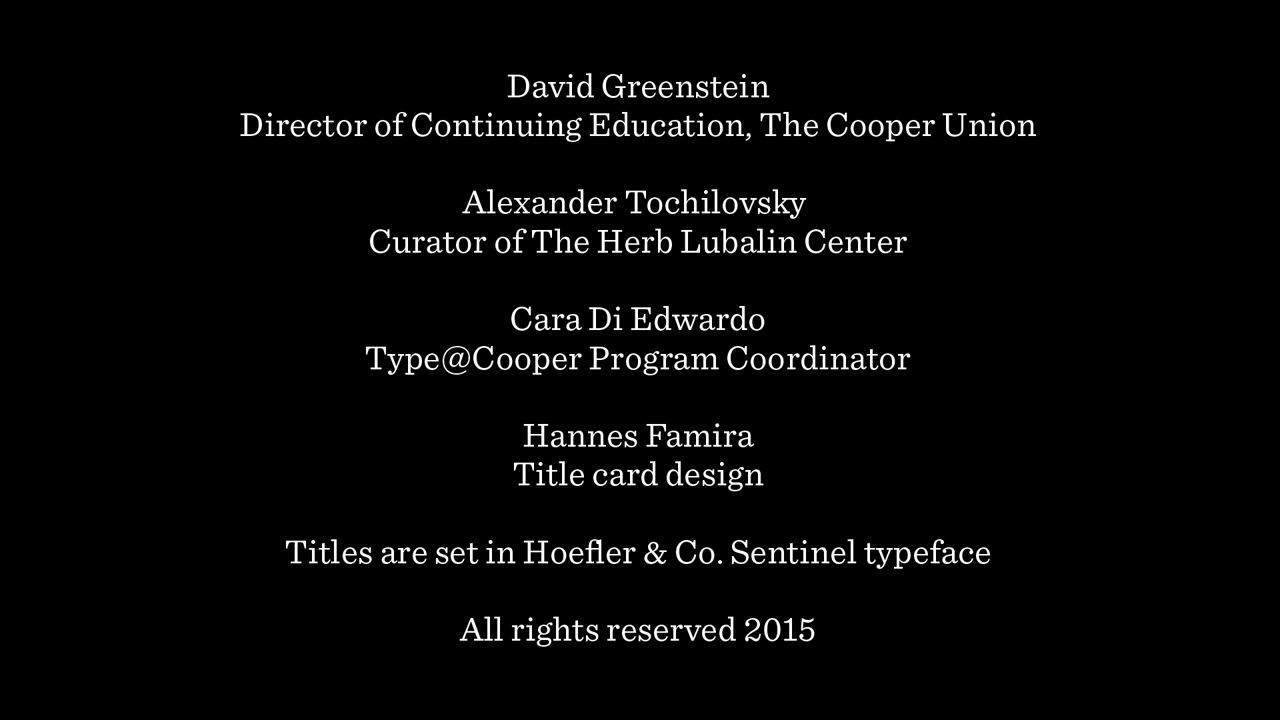 David Greenstein
Director of Continuing Education, The Cooper Union
Alexander Tochilovsky
Curator of The Herb Lubalin Center
Cara Di Edwardo
Type@Cooper Program Coordinator
Hannes Famira
Title card design
Titles are set in Hoefler & Co. Sentinel typeface
All rights reserved 2015